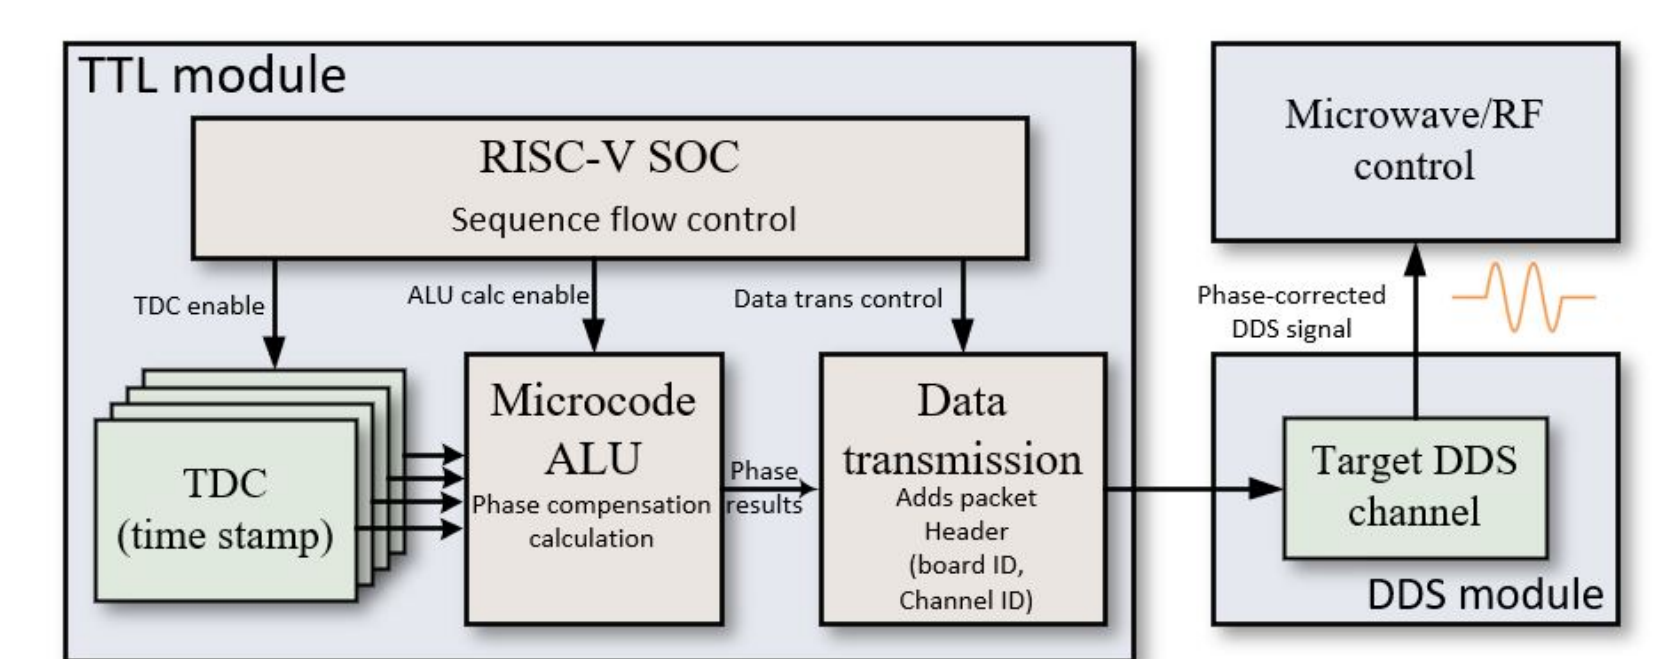 TTL module
RISC-V SOC
Sequence flow control
TDC enable
ALU calc enable
Data trans control
TDC
(time stamp)
Microcode
ALU
Phase compensation
calculation
Phase
results
Data
transmission
Adds packet
Header
(board ID,
Channel ID)
Microwave/RF
control
Phase-corrected
DDS signal
Target DDS
channel
DDS module